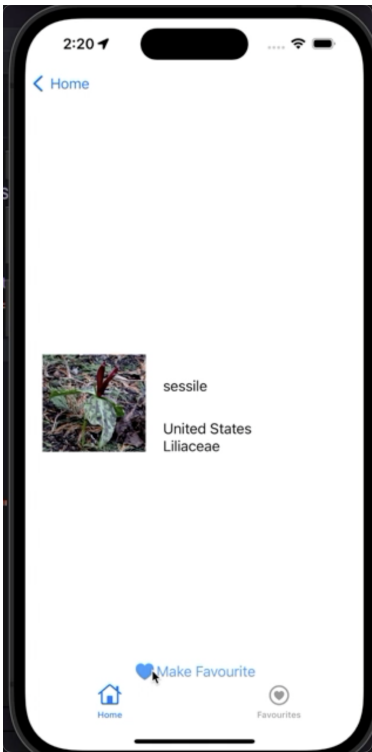 2:20
Home
sessile
United States
Liliaceae
Make Favourite
Home
Favourites